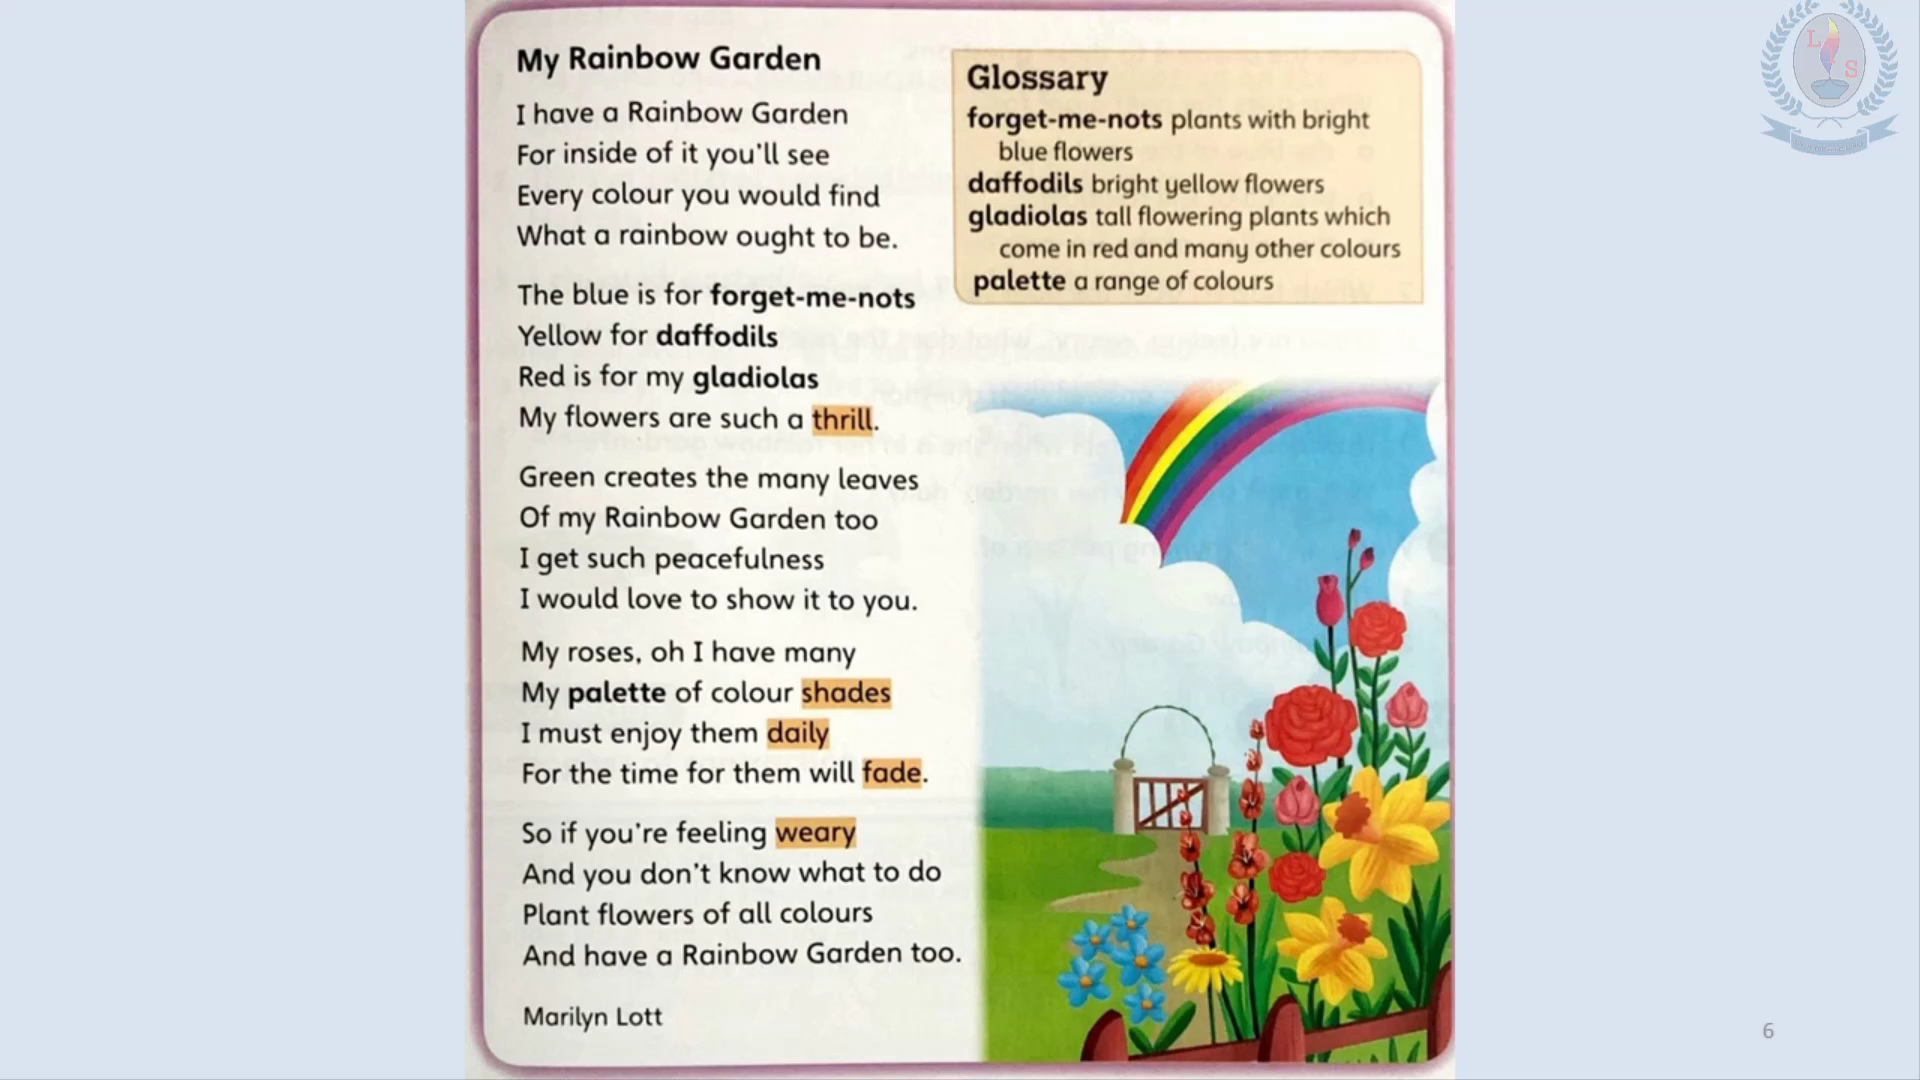 My Rainbow Garden
I have a Rainbow Garden
For inside of it you'll see
Every colour you would find
What a rainbow ought to be.
The blue is for forget-me-nots
Yellow for daffodils
Red is for my gladiolas
My flowers are such a thrill.
Green creates the many leaves
Of my Rainbow Garden too
I get such peacefulness
I would love to show it to you.
My roses, oh I have many
My palette of colour shades
I must enjoy them daily
For the time for them will fade.
So if you're feeling weary
And you don't know what to do
Plant flowers of all colours
And have a Rainbow Garden too.
Marilyn Lott
Glossary
forget-me-nots plants with bright
blue flowers
daffodils bright yellow flowers
gladiolas tall flowering plants which
come in red and many other colours
palette a range of colours
L
S
6